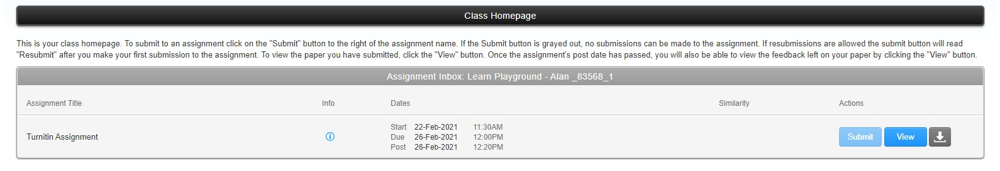 Class Homepage
This is your class homepage. To submit to an assignment click on the "Submit" button to the right of the assignment name. If the Submit button is grayed out, no submissions can be made to the assignment. If resubmissions are allowed the submit button will read
"Resubmit" after you make your first submission to the assignment. To view the paper you have submitted, click the "View" button. Once the assignment's post date has passed, you will also be able to view the feedback left on your paper by clicking the "View" button.
Assignment Inbox: Learn Playground - Alan _83568_1
Assignment Title Info Dates Similarity Actions
Start 22-Feb-2021 11:30AM
Turnitin Assignment Due 26-Feb-2021 12:00PM Submit View
Post 26-Feb-2021 12:20PM